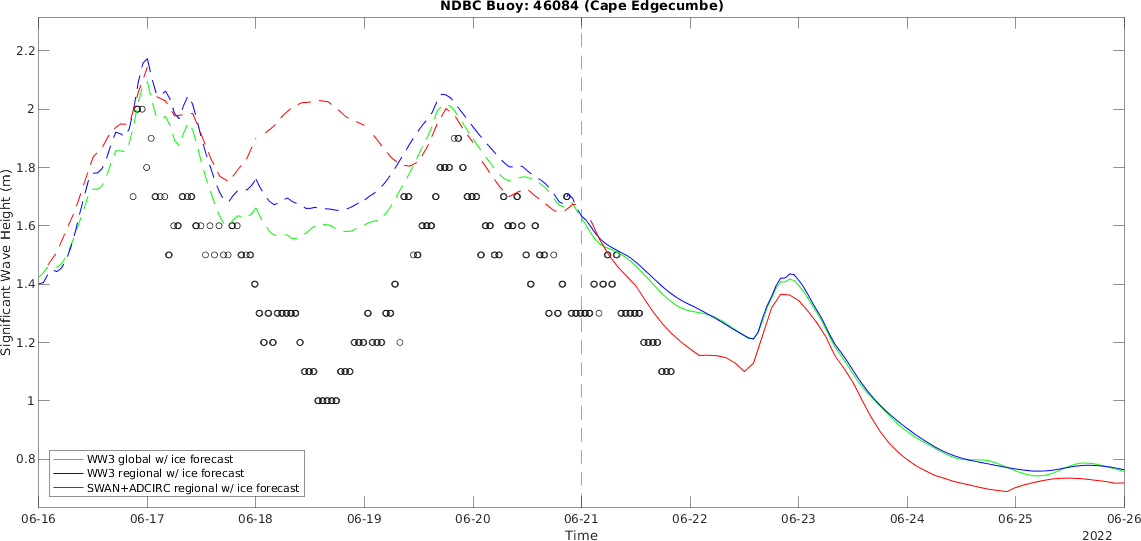 NDBC Buoy: 46084 (Cape Edgecumbe)
Significant Wave Height (m)
2.2
2
1.8
1.6
1.4
1.2
1
0.8
WW3 global w/ ice forecast
WW3 regional w/ ice forecast
SWAN+ADCIRC regional w/ ice forecast
06-16 06-17 06-18 06-19 06-20 06-21 06-22 06-23 06-24 06-25 06-26
Time
2022